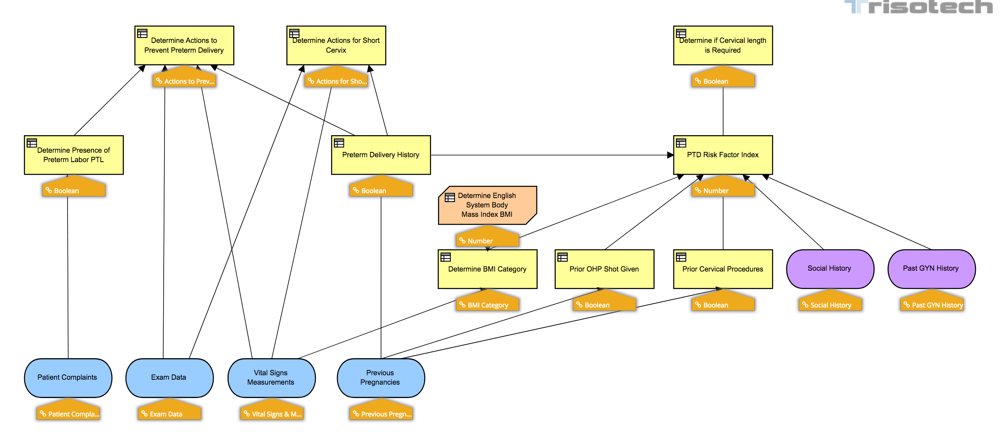 Trisotech
Determine Actions to
Prevent Preterm Delivery
Actions to Prev...
Determine Actions for Short
Cervix
Actions for Sho...
Determine if Cervical length
is Required
Boolean
Determine Presence of
Preterm Labor PTL
Boolean
Preterm Delivery History
Boolean
PTD Risk Factor Index
Number
Determine English
System Body
Mass Index BMI
Number
Determine BMI Category
BMI Category
Prior OHP Shot Given
Boolean
Prior Cervical Procedures
Boolean
Social History
Social History
Past GYN History
Past GYN History
Patient Complaints
Patient Compla...
Exam Data
Exam Data
Vital Signs
Measurements
Vital Signs & M...
Previous
Pregnancies
Previous Pregn...